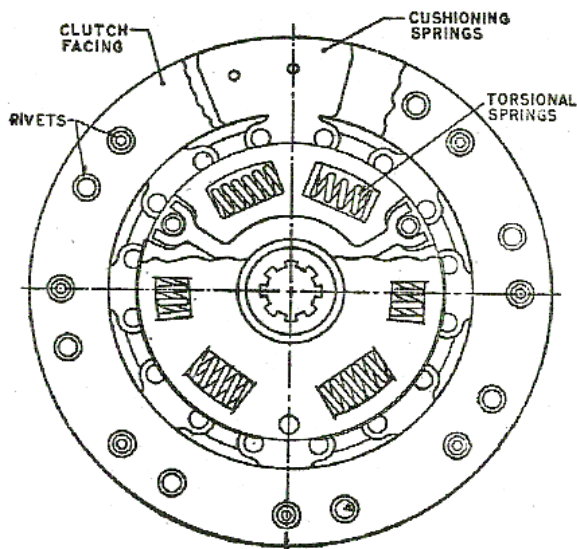 CLUTCH
FACING
CUSHIONING
SPRINGS
TORSIONAL
SPRINGS
RIVETS